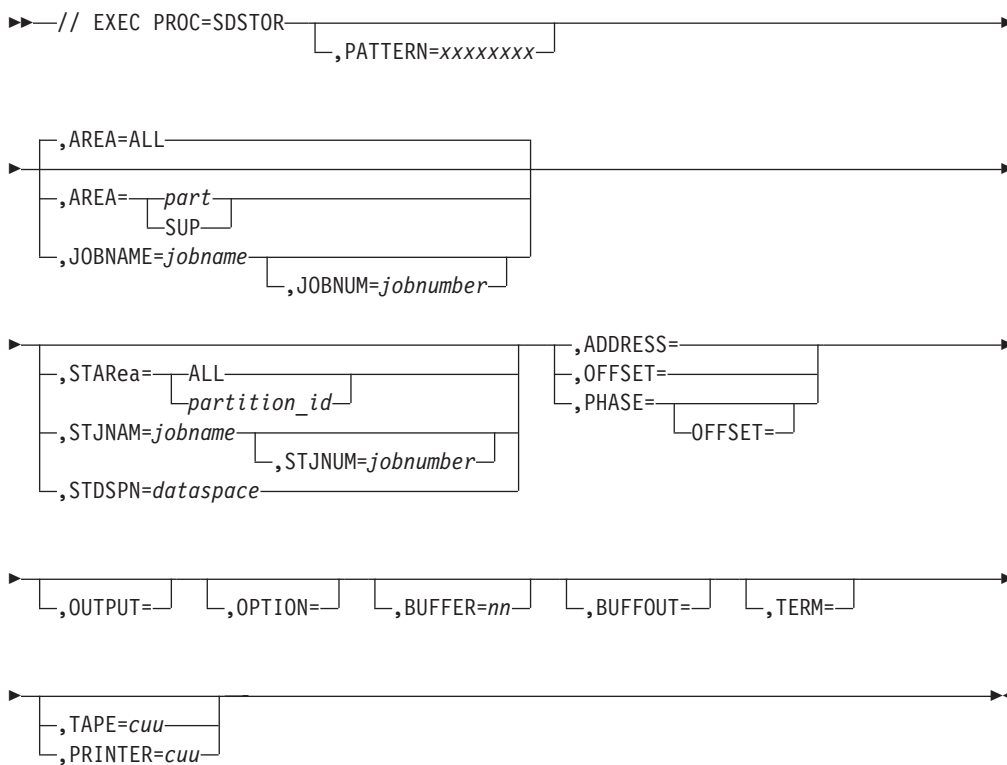 // EXEC PROC=SDSTOR
,PATTERN=xxxxxxxx
,AREA=ALL
,AREA= part
SUP
,JOBNAME=jobname
,JOBNUM=jobnumber
,STARea= ALL
partition_id
,STJNAM=jobname
,STJNUM=jobnumber
,STDSPN=dataspace
,ADDRESS=
,OFFSET=
,PHASE=
OFFSET=
,OUTPUT= ,OPTION= ,BUFFER=nn ,BUFFOUT= ,TERM=
,TAPE=cuu
,PRINTER=cuu